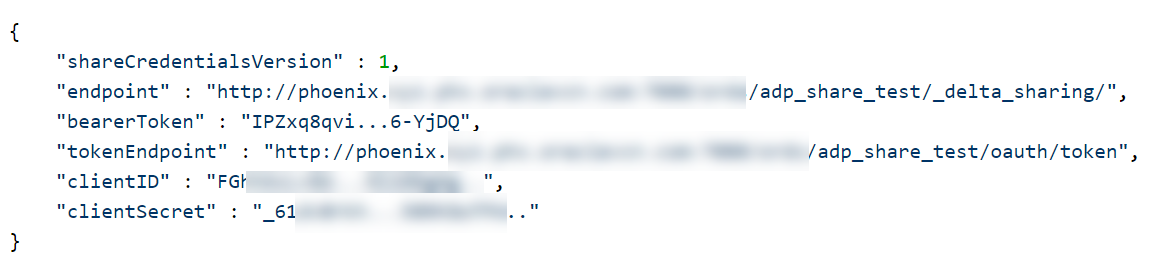 {
"shareCredentialsVersion" : 1,
"endpoint" : "http://phoenix. /adp_share_test/_delta_sharing/",
"bearerToken" : "IPZxq8qvi...6-YjDQ",
"tokenEndpoint" : "http://phoenix. /adp_share_test/oauth/token",
"clientID" : "FG ",
"clientSecret" : "_61 .."
}